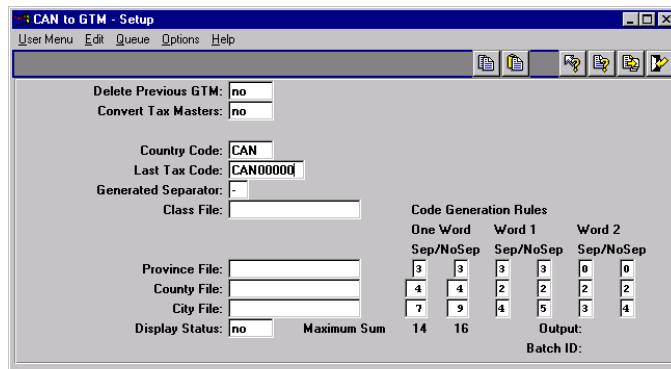 CAN to GTM - Setup
User Menu Edit Queue Options Help
Delete Previous GTM: no
Convert Tax Masters: no
Country Code: CAN
Last Tax Code: CAN00000
Generated Separator: -
Class File: Code Generation Rules
One Word Word 1 Word 2
Sep/NoSep Sep/NoSep Sep/NoSep
Province File: 3 3 3 3 0 0
County File: 4 4 2 2 2 2
City File: 7 9 4 5 3 4
Display Status: no Maximum Sum 14 16 Output:
Batch ID: